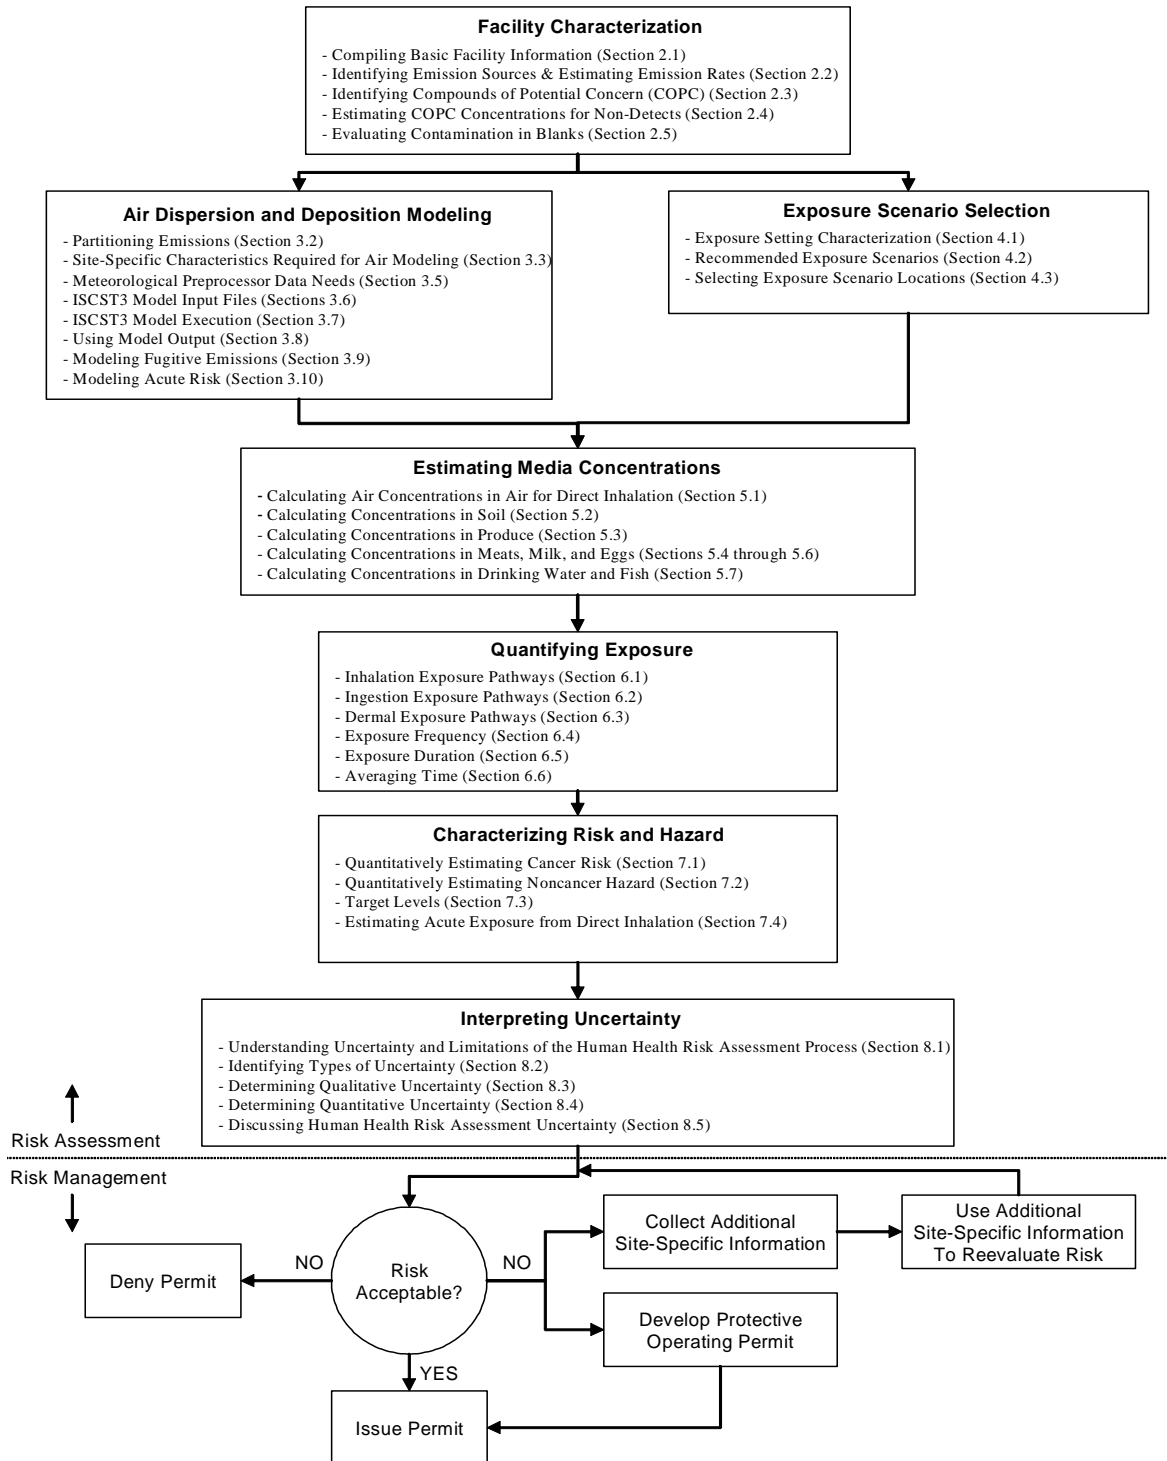 Facility Characterization
- Compiling Basic Facility Information (Section 2.1)
- Identifying Emission Sources & Estimating Emission Rates (Section 2.2)
- Identifying Compounds of Potential Concern (COPC) (Section 2.3)
- Estimating COPC Concentrations for Non-Detects (Section 2.4)
- Evaluating Contamination in Blanks (Section 2.5)
Air Dispersion and Deposition Modeling
- Partitioning Emissions (Section 3.2)
- Site-Specific Characteristics Required for Air Modeling (Section 3.3)
- Meteorological Preprocessor Data Needs (Section 3.5)
- ISCST3 Model Input Files (Sections 3.6)
- ISCST3 Model Execution (Section 3.7)
- Using Model Output (Section 3.8)
- Modeling Fugitive Emissions (Section 3.9)
- Modeling Acute Risk (Section 3.10)
Exposure Scenario Selection
- Exposure Setting Characterization (Section 4.1)
- Recommended Exposure Scenarios (Section 4.2)
- Selecting Exposure Scenario Locations (Section 4.3)
Estimating Media Concentrations
- Calculating Air Concentrations in Air for Direct Inhalation (Section 5.1)
- Calculating Concentrations in Soil (Section 5.2)
- Calculating Concentrations in Produce (Section 5.3)
- Calculating Concentrations in Meats, Milk, and Eggs (Sections 5.4 through 5.6)
- Calculating Concentrations in Drinking Water and Fish (Section 5.7)
Quantifying Exposure
- Inhalation Exposure Pathways (Section 6.1)
- Ingestion Exposure Pathways (Section 6.2)
- Dermal Exposure Pathways (Section 6.3)
- Exposure Frequency (Section 6.4)
- Exposure Duration (Section 6.5)
- Averaging Time (Section 6.6)
Characterizing Risk and Hazard
- Quantitatively Estimating Cancer Risk (Section 7.1)
- Quantitatively Estimating Noncancer Hazard (Section 7.2)
- Target Levels (Section 7.3)
- Estimating Acute Exposure from Direct Inhalation (Section 7.4)
Interpreting Uncertainty
- Understanding Uncertainty and Limitations of the Human Health Risk Assessment Process (Section 8.1)
- Identifying Types of Uncertainty (Section 8.2)
- Determining Qualitative Uncertainty (Section 8.3)
- Determining Quantitative Uncertainty (Section 8.4)
- Discussing Human Health Risk Assessment Uncertainty (Section 8.5)
Risk Assessment
Risk Management
Deny Permit
NO
Risk
Acceptable?
NO
Collect Additional
Site-Specific Information
Use Additional
Site-Specific Information
To Reevaluate Risk
Develop Protective
Operating Permit
YES
Issue Permit